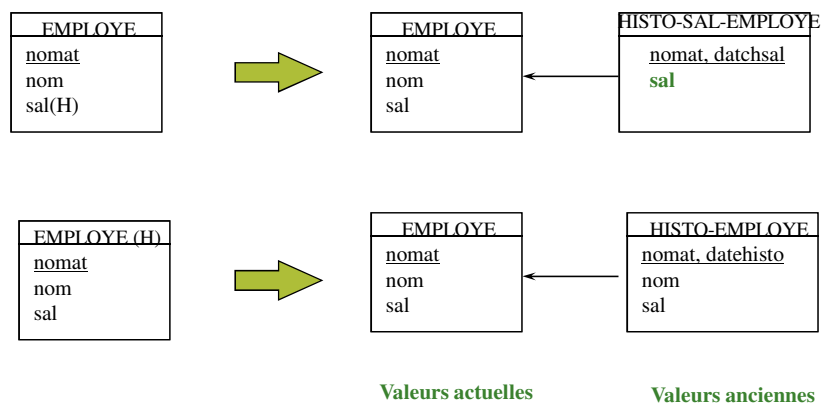 EMPLOYE
nomat
nom
sal(H)
EMPLOYE
nomat
nom
sal
HISTO-SAL-EMPLOYE
nomat, datchsal
sal
EMPLOYE (H)
nomat
nom
sal
EMPLOYE
nomat
nom
sal
HISTO-EMPLOYE
nomat, datehisto
nom
sal
Valeurs actuelles
Valeurs anciennes